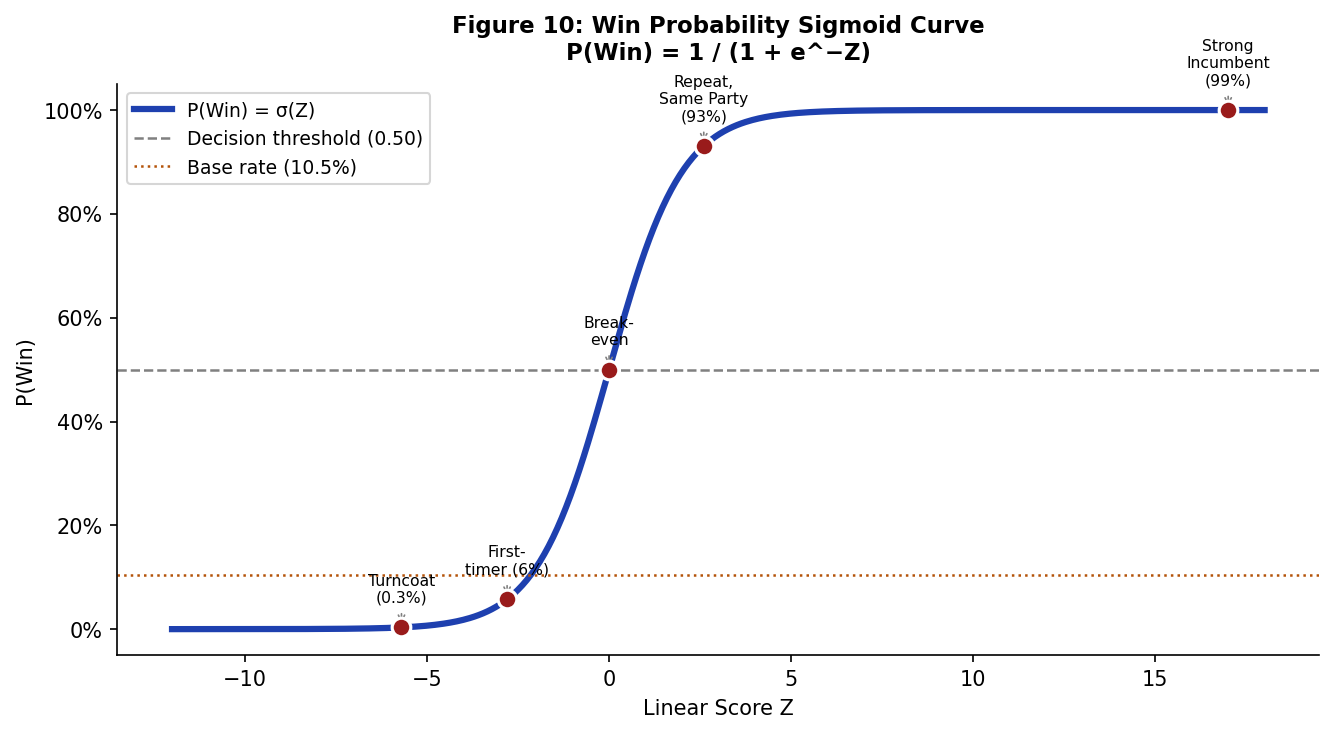 Figure 10: Win Probability Sigmoid Curve
P(Win) = 1 / (1 + e^−Z)
Strong
Incumbent
(99%)
Repeat,
Same Party
(93%)
100%
P(Win) = σ(Z)
Decision threshold (0.50)
Base rate (10.5%)
80%
60%
Break-
even
P(Win)
40%
20%
First-
timer (6%)
Turncoat
(0.3%)
0%
−10
−5
0
5
10
15
Linear Score Z